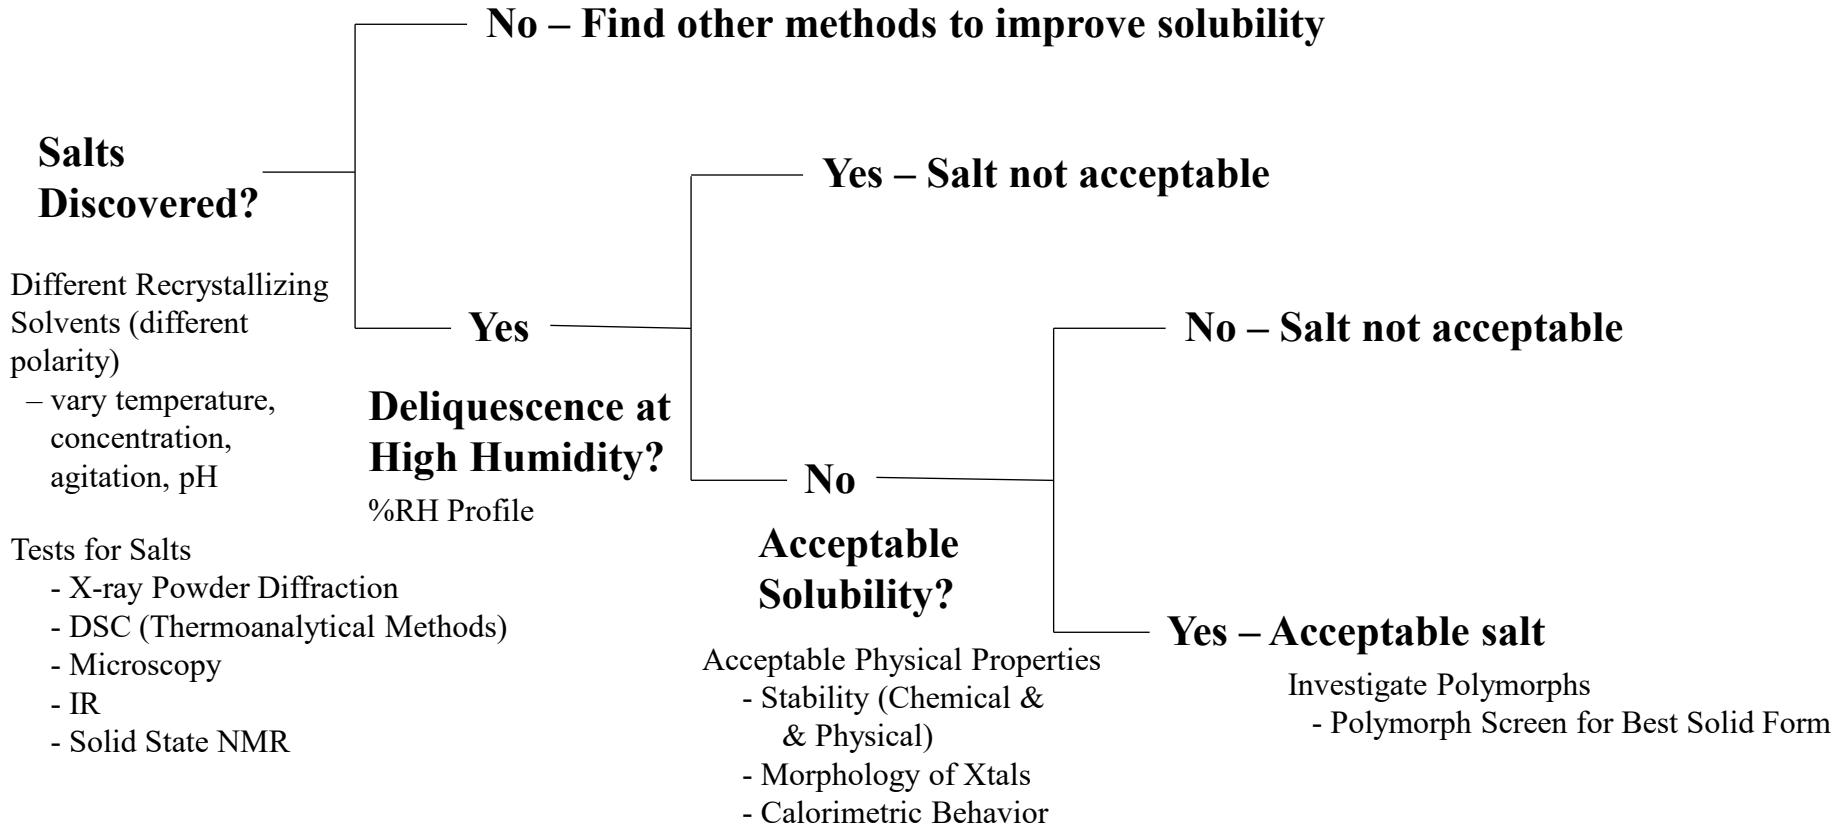 No – Find other methods to improve solubility
Salts
Discovered?
Yes – Salt not acceptable
Different Recrystallizing
Solvents (different
polarity)
– vary temperature,
concentration,
agitation, pH
Yes
No – Salt not acceptable
Deliquescence at
High Humidity?
%RH Profile
No
Tests for Salts
- X-ray Powder Diffraction
- DSC (Thermoanalytical Methods)
- Microscopy
- IR
- Solid State NMR
Acceptable
Solubility?
Acceptable Physical Properties
- Stability (Chemical &
& Physical)
- Morphology of Xtals
- Calorimetric Behavior
Yes – Acceptable salt
Investigate Polymorphs
- Polymorph Screen for Best Solid Form